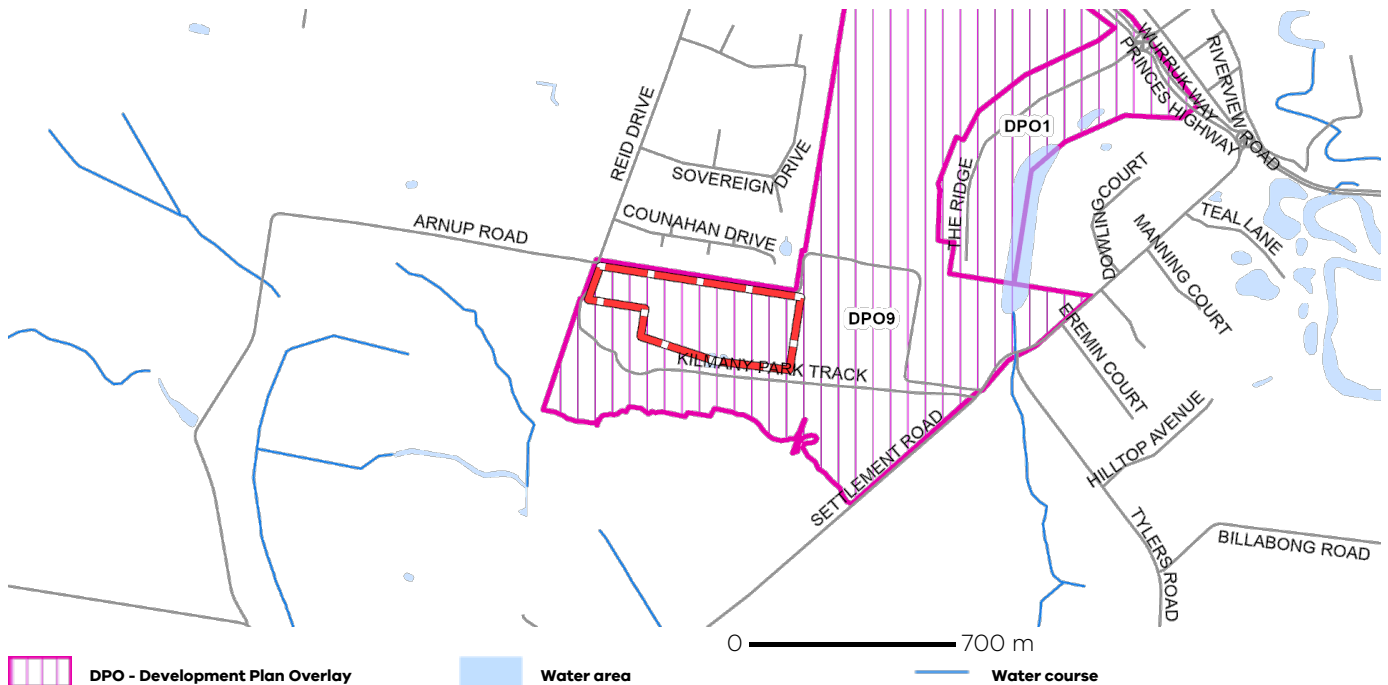 WURRUK WAY
PRINCES HIGHWAY
RIVERVIEW ROAD
REID DRIVE
DPO1
SOVEREIGN DRIVE
THE RIDGE
DOWLING COURT
TEAL LANE
COUNAHAN DRIVE
ARNUP ROAD
MANNING COURT
DPO9
EREMIN COURT
KILMANY PARK TRACK
HILLTOP AVENUE
SETTLEMENT ROAD
TYLERS ROAD
BILLABONG ROAD
0 700 m
DPO - Development Plan Overlay
Water area
Water course